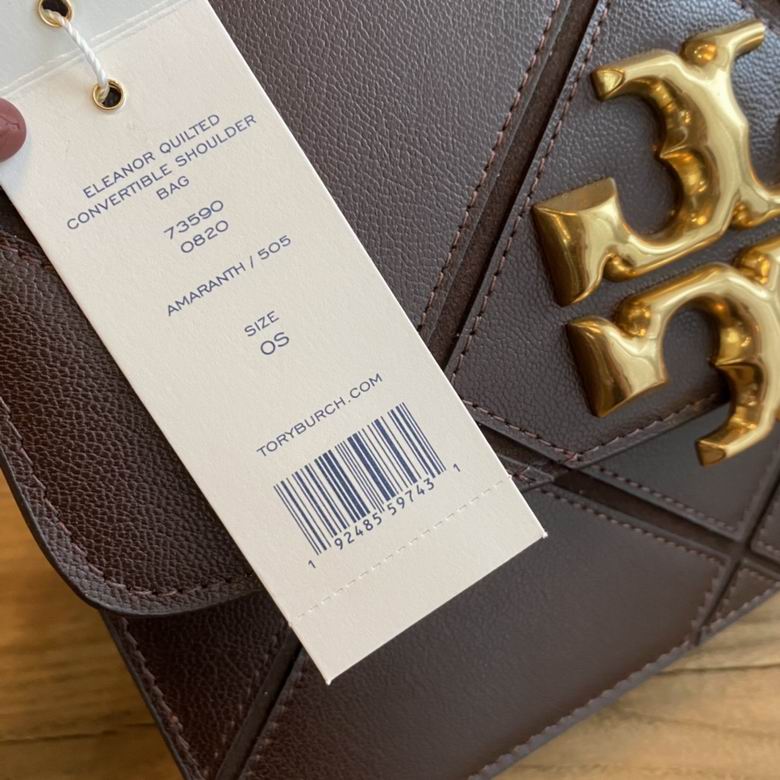 ELEANOR QUILTED
CONVERTIBLE SHOULDER
BAG
73590
0820
AMARANTH / 505
SIZE
OS
TORYBURCH.COM
1 92485 59743 1